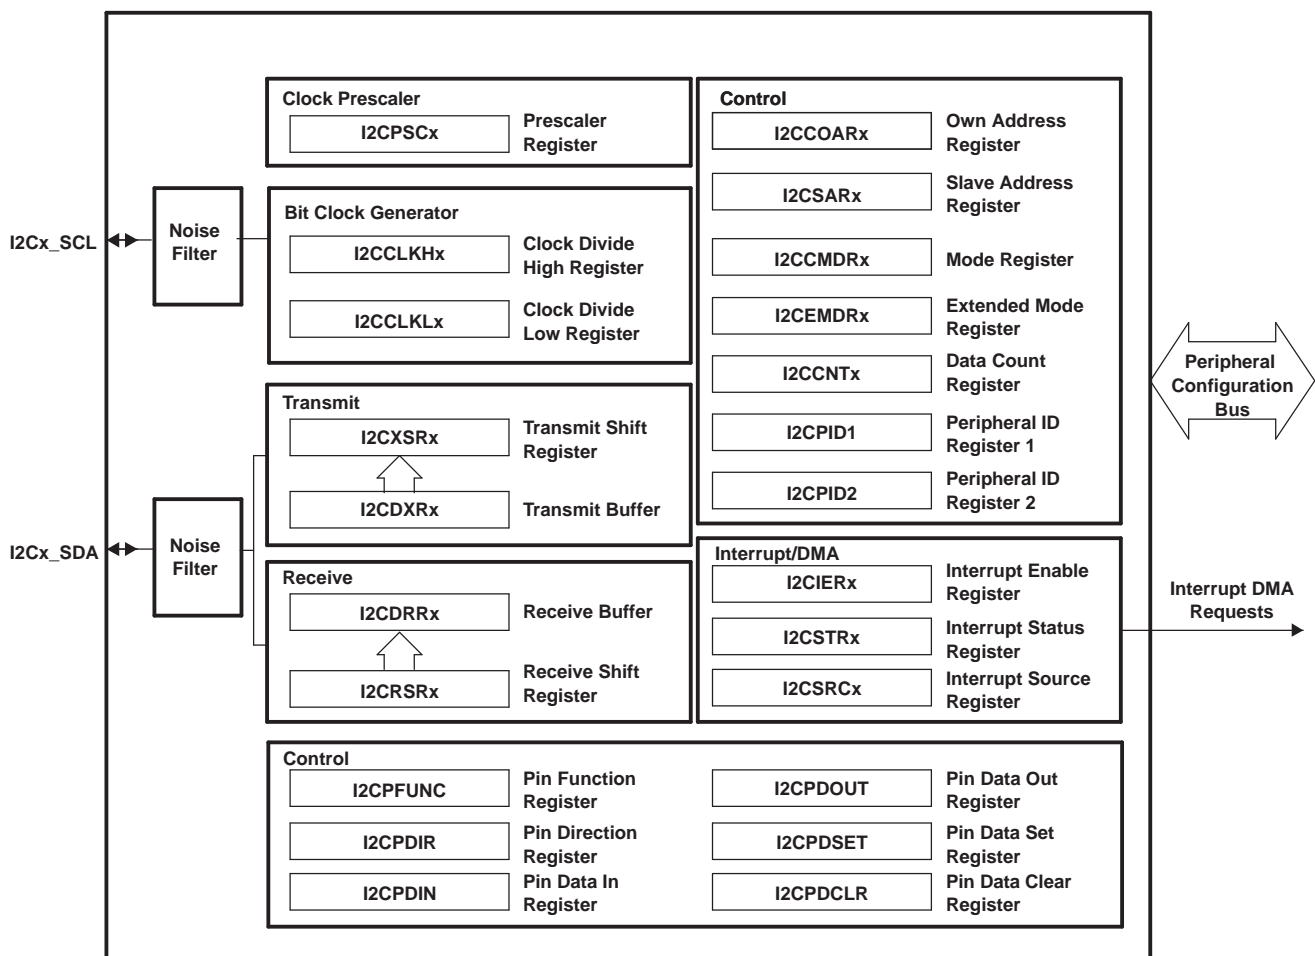 Clock Prescaler
I2CPSCx
Prescaler
Register
Control
I2CCOARx
Own Address
Register
I2CSARx
Slave Address
Register
I2CCMDRx
Mode Register
I2CEMDRx
Extended Mode
Register
I2CCNTx
Data Count
Register
I2CPID1
Peripheral ID
Register 1
I2CPID2
Peripheral ID
Register 2
I2Cx_SCL
Noise
Filter
Bit Clock Generator
I2CCLKHx
Clock Divide
High Register
I2CCLKLx
Clock Divide
Low Register
Peripheral
Configuration
Bus
Transmit
I2CXSRx
Transmit Shift
Register
I2CDXRx
Transmit Buffer
I2Cx_SDA
Noise
Filter
Receive
I2CDRRx
Receive Buffer
I2CRSRx
Receive Shift
Register
Interrupt/DMA
I2CIERx
Interrupt Enable
Register
I2CSTRx
Interrupt Status
Register
I2CSRCx
Interrupt Source
Register
Interrupt DMA
Requests
Control
I2CPFUNC
Pin Function
Register
I2CPDIR
Pin Direction
Register
I2CPDIN
Pin Data In
Register
I2CPDOUT
Pin Data Out
Register
I2CPDSET
Pin Data Set
Register
I2CPDCLR
Pin Data Clear
Register